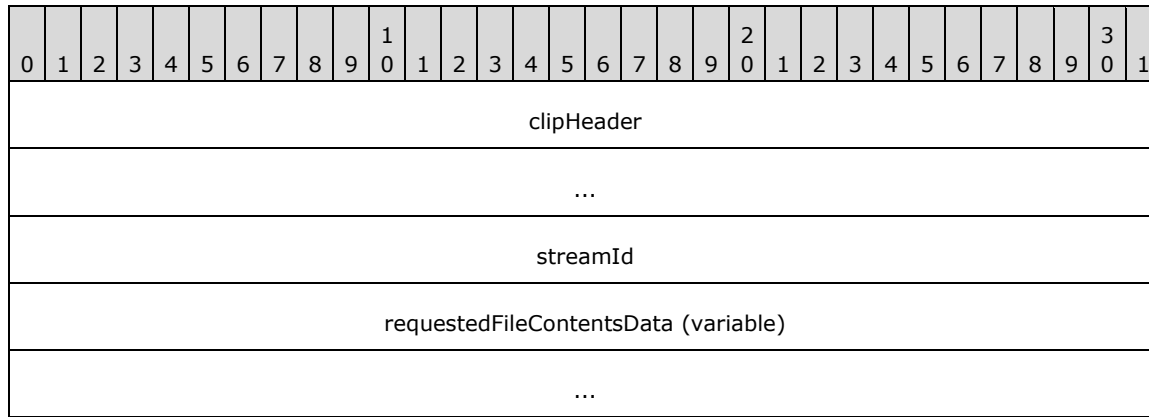 1 2 3
0 1 2 3 4 5 6 7 8 9 0 1 2 3 4 5 6 7 8 9 0 1 2 3 4 5 6 7 8 9 0 1
clipHeader
...
streamId
requestedFileContentsData (variable)
...